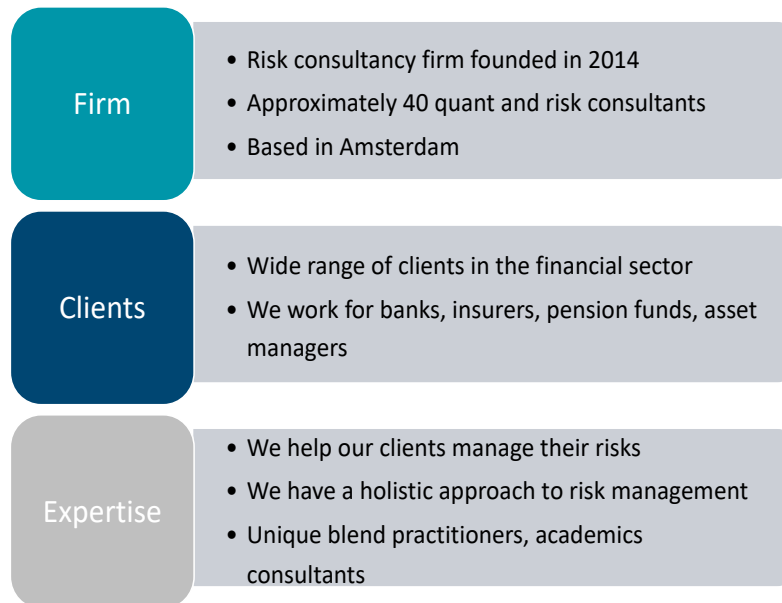 Firm
• Risk consultancy firm founded in 2014
• Approximately 40 quant and risk consultants
• Based in Amsterdam
Clients
• Wide range of clients in the financial sector
• We work for banks, insurers, pension funds, asset
managers
Expertise
• We help our clients manage their risks
• We have a holistic approach to risk management
• Unique blend practitioners, academics
consultants